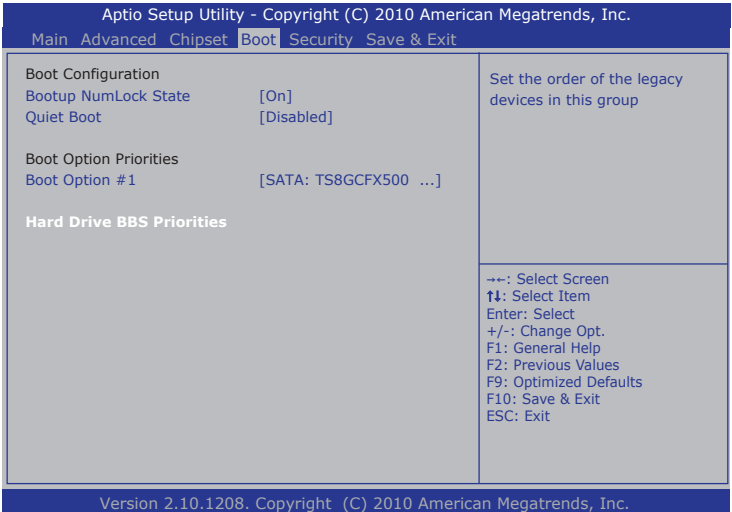 Aptio Setup Utility - Copyright (C) 2010 American Megatrends, Inc.
Main Advanced Chipset Boot Security Save & Exit
Boot Configuration
Bootup NumLock State [On]
Quiet Boot [Disabled]
Boot Option Priorities
Boot Option #1 [SATA: TS8GCFX500 ...]
Hard Drive BBS Priorities
Set the order of the legacy
devices in this group
→←: Select Screen
↑↓: Select Item
Enter: Select
+/-: Change Opt.
F1: General Help
F2: Previous Values
F9: Optimized Defaults
F10: Save & Exit
ESC: Exit
Version 2.10.1208. Copyright (C) 2010 American Megatrends, Inc.